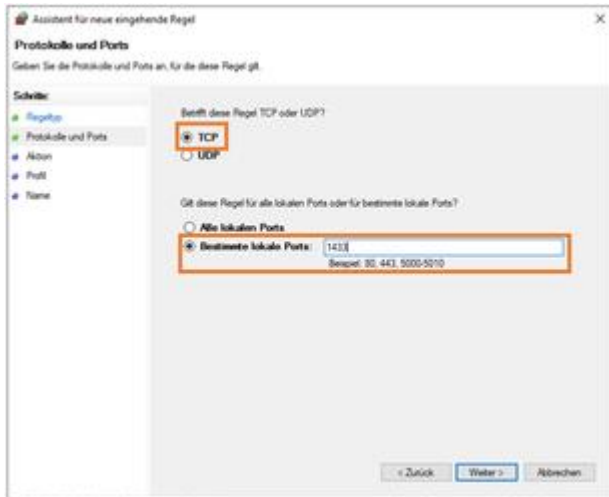 Assistent für neue eingehende Regel
Protokolle und Ports
Geben Sie die Protokolle und Ports an, für die diese Regel gilt.
Schritte:
Regeltyp
Protokolle und Ports
Aktion
Profil
Name
Betrifft diese Regel TCP oder UDP?
TCP
UDP
Gilt diese Regel für alle lokalen Ports oder für bestimmte lokale Ports?
Alle lokalen Ports
Bestimmte lokale Ports: 1433
Beispiel: 80, 443, 5000-5010
< Zurück Weiter > Abbrechen